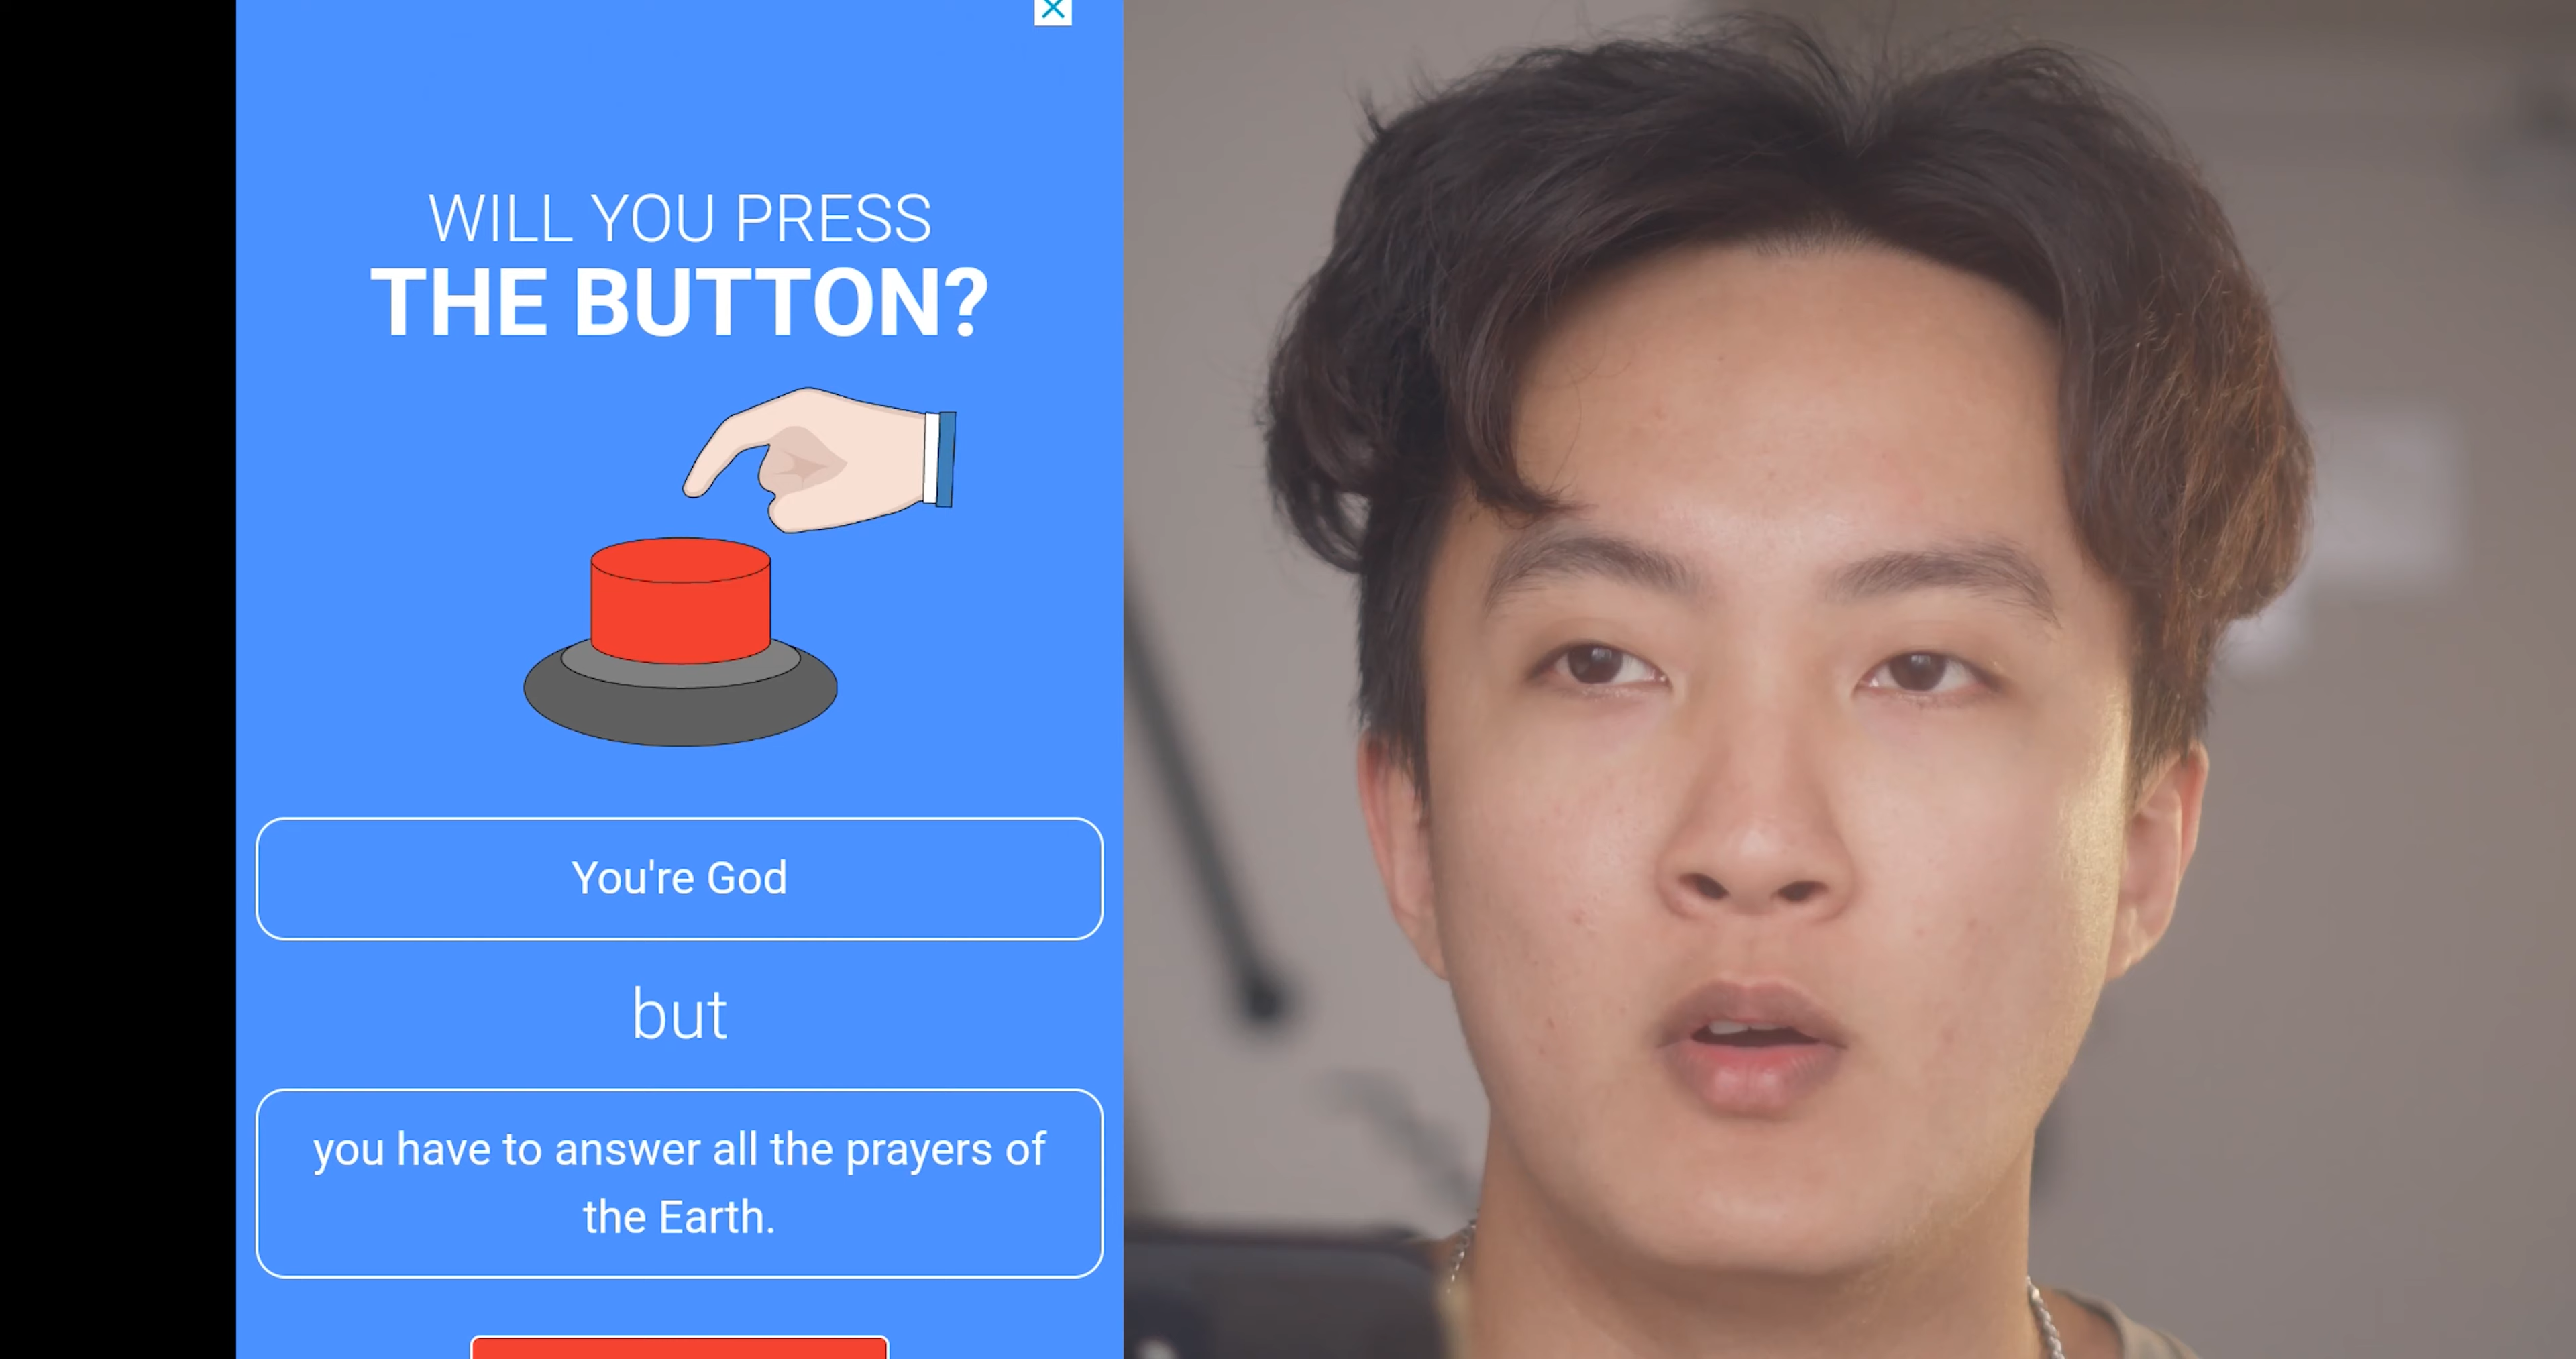 WILL YOU PRESS
THE BUTTON?
You're God
but
you have to answer all the prayers of
the Earth.